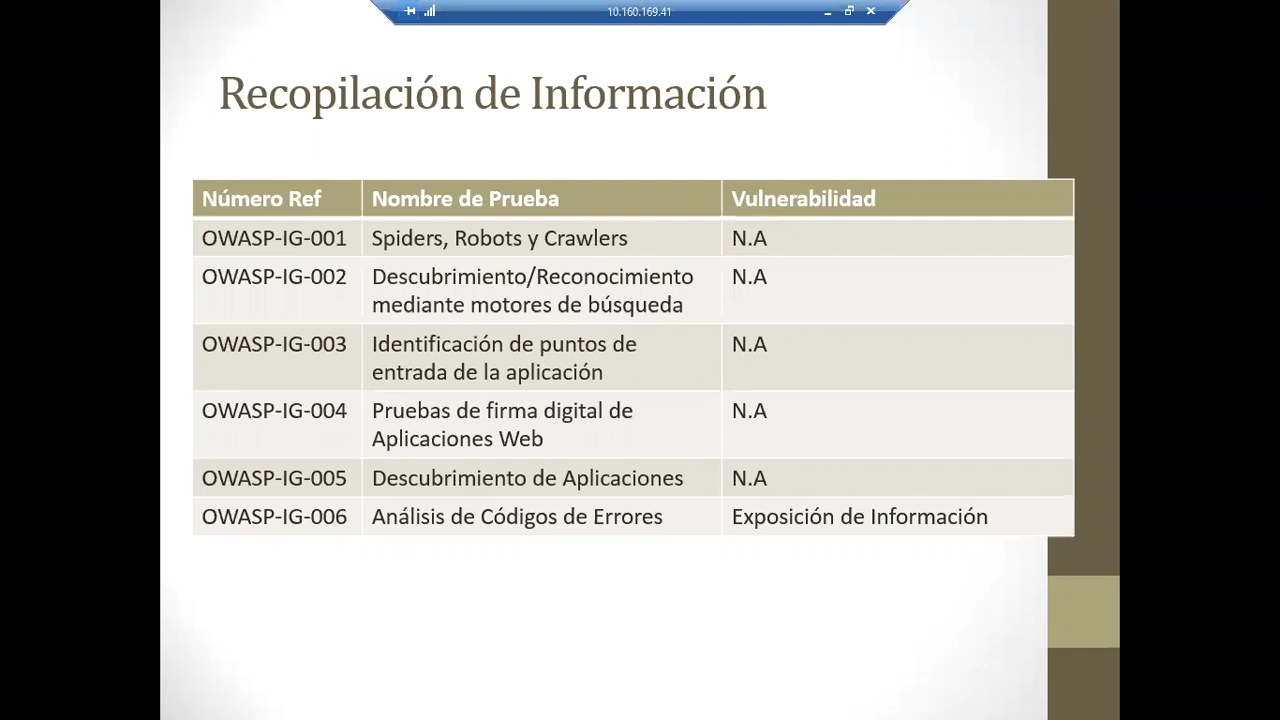 10.160.169.41
Recopilación de Información
Número Ref Nombre de Prueba Vulnerabilidad
OWASP-IG-001 Spiders, Robots y Crawlers N.A
OWASP-IG-002 Descubrimiento/Reconocimiento N.A
mediante motores de búsqueda
OWASP-IG-003 Identificación de puntos de N.A
entrada de la aplicación
OWASP-IG-004 Pruebas de firma digital de N.A
Aplicaciones Web
OWASP-IG-005 Descubrimiento de Aplicaciones N.A
OWASP-IG-006 Análisis de Códigos de Errores Exposición de Información